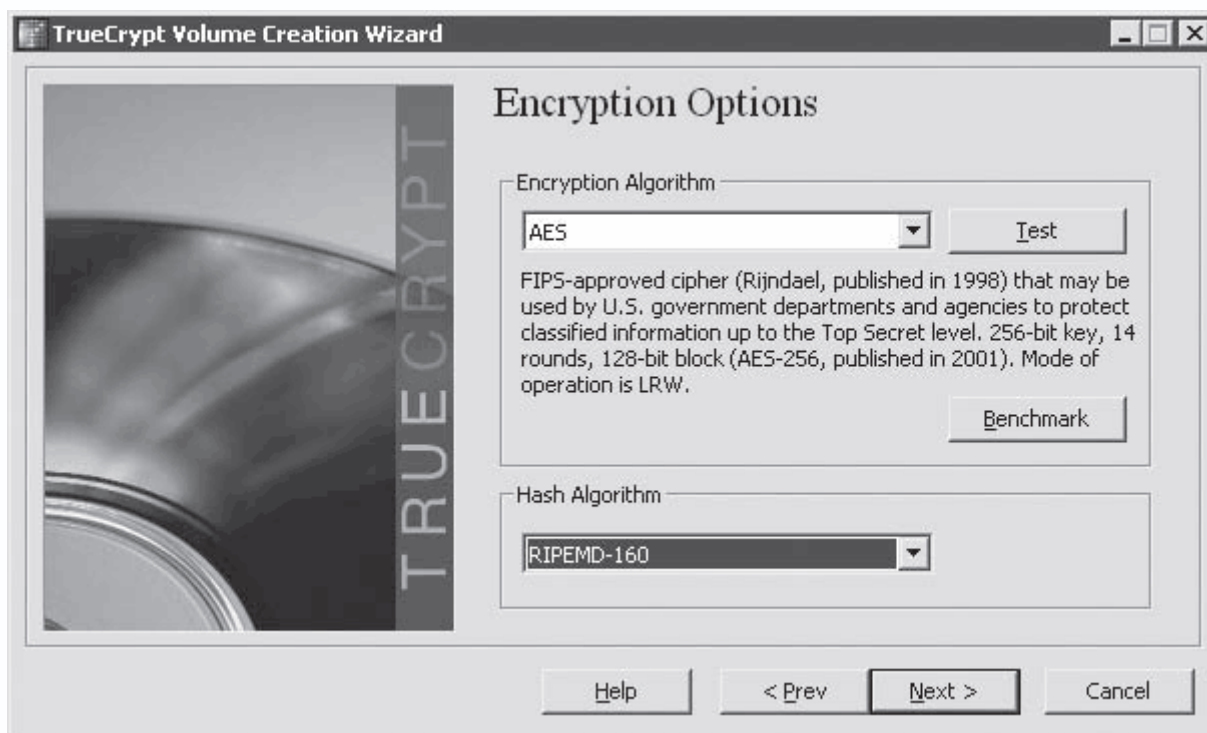 TrueCrypt Volume Creation Wizard
TRUECRYPT
Encryption Options
Encryption Algorithm
AES
Test
FIPS-approved cipher (Rijndael, published in 1998) that may be
used by U.S. government departments and agencies to protect
classified information up to the Top Secret level. 256-bit key, 14
rounds, 128-bit block (AES-256, published in 2001). Mode of
operation is LRW.
Benchmark
Hash Algorithm
RIPEMD-160
Help
< Prev
Next >
Cancel